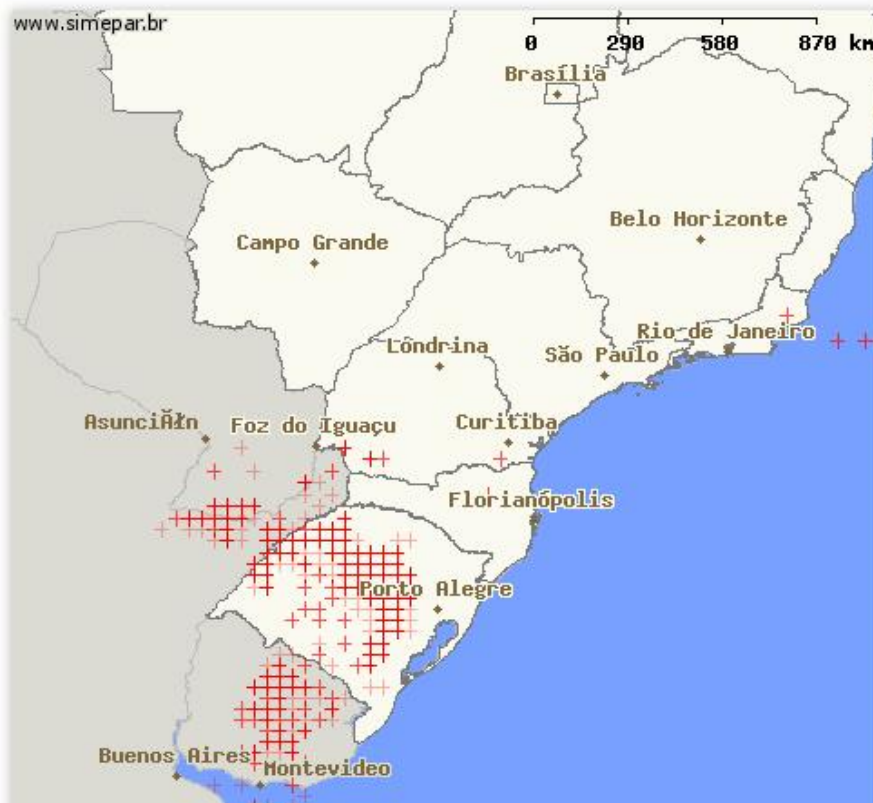 www.simepar.br
0 290 580 870 km
Brasília
Belo Horizonte
Campo Grande
Rio de Janeiro
Londrina
São Paulo
AsunciÃłn
Foz do Iguaçu
Curitiba
Florianópolis
Porto Alegre
Buenos Aires
Montevideo